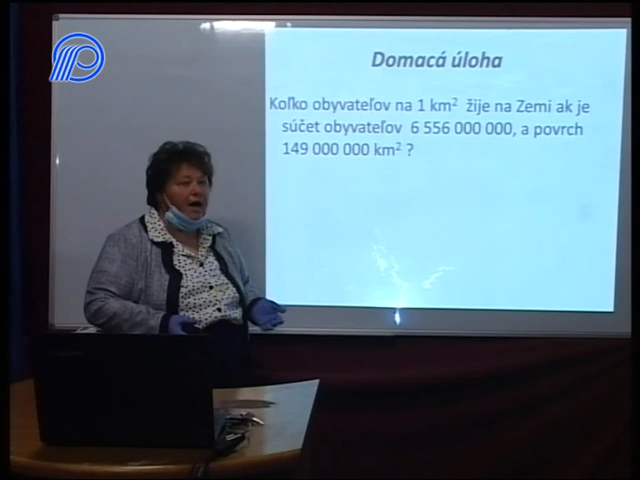 Domacá úloha
Koľko obyvateľov na 1 km² žije na Zemi ak je
súčet obyvateľov 6 556 000 000, a povrch
149 000 000 km² ?